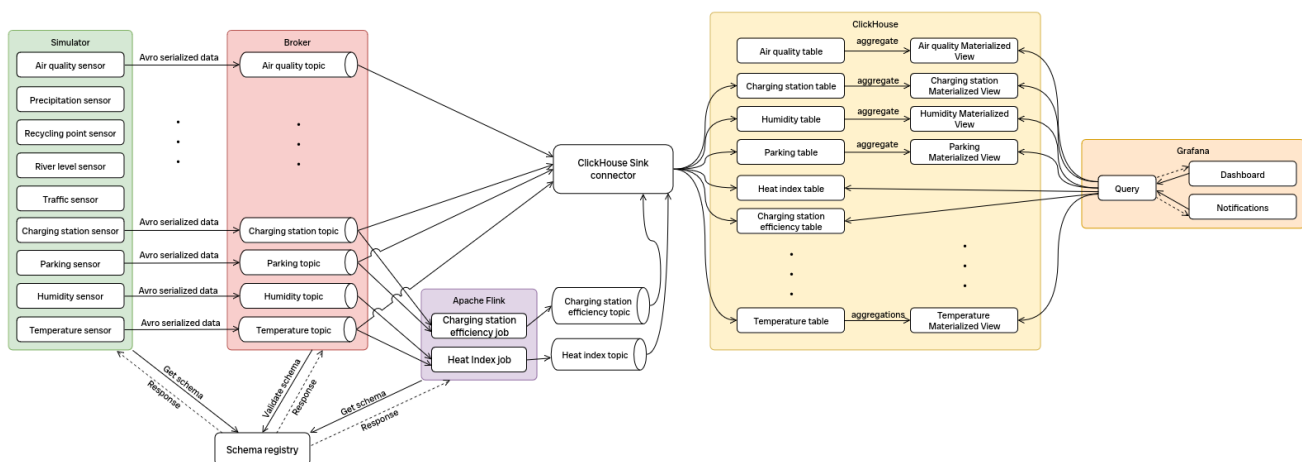 Simulator
Air quality sensor
Precipitation sensor
Recycling point sensor
River level sensor
Traffic sensor
Charging station sensor
Parking sensor
Humidity sensor
Temperature sensor
Avro serialized data
Avro serialized data
Avro serialized data
Avro serialized data
Avro serialized data
Broker
Air quality topic
Charging station topic
Parking topic
Humidity topic
Temperature topic
Get schema
Response
Validate schema
Response
Get schema
Response
Schema registry
Apache Flink
Charging station
efficiency job
Heat Index job
Charging station
efficiency topic
Heat index topic
ClickHouse Sink
connector
ClickHouse
Air quality table
aggregate
Air quality Materialized
View
Charging station table
aggregate
Charging station
Materialized View
Humidity table
aggregate
Humidity Materialized
View
Parking table
aggregate
Parking
Materialized View
Heat index table
Charging station
efficiency table
Temperature table
aggregations
Temperature
Materialized View
Grafana
Query
Dashboard
Notifications